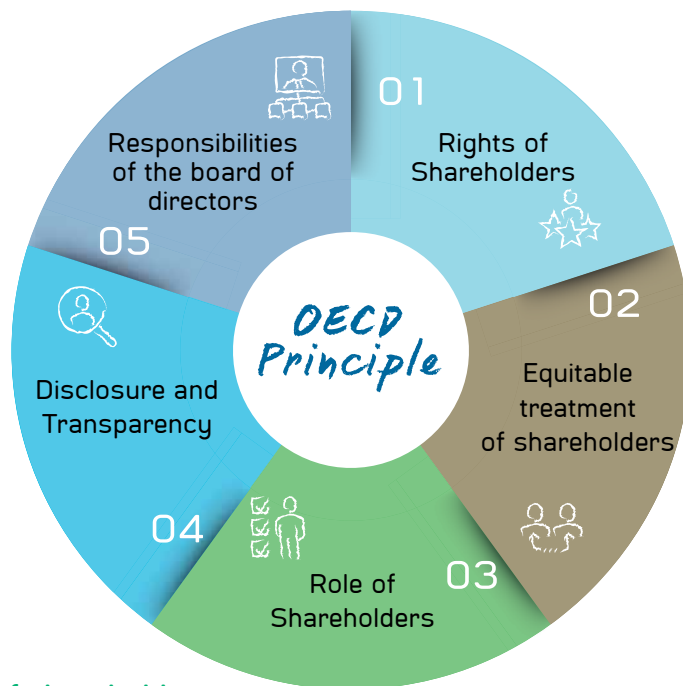 OECD
Principle
01
Rights of
Shareholders
02
Equitable
treatment
of shareholders
03
Role of
Shareholders
04
Disclosure and
Transparency
05
Responsibilities
of the board of
directors